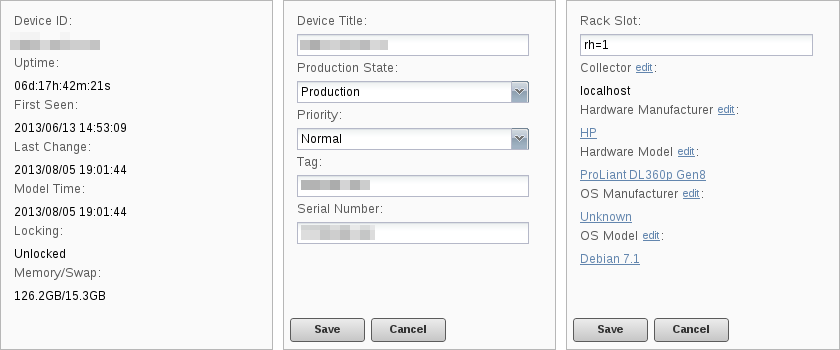 Device ID:
Uptime:
06d:17h:42m:21s
First Seen:
2013/06/13 14:53:09
Last Change:
2013/08/05 19:01:44
Model Time:
2013/08/05 19:01:44
Locking:
Unlocked
Memory/Swap:
126.2GB/15.3GB
Device Title:
Production State:
Production
Priority:
Normal
Tag:
Serial Number:
Save Cancel
Rack Slot:
rh=1
Collector edit:
localhost
Hardware Manufacturer edit:
HP
Hardware Model edit:
ProLiant DL360p Gen8
OS Manufacturer edit:
Unknown
OS Model edit:
Debian 7.1
Save Cancel